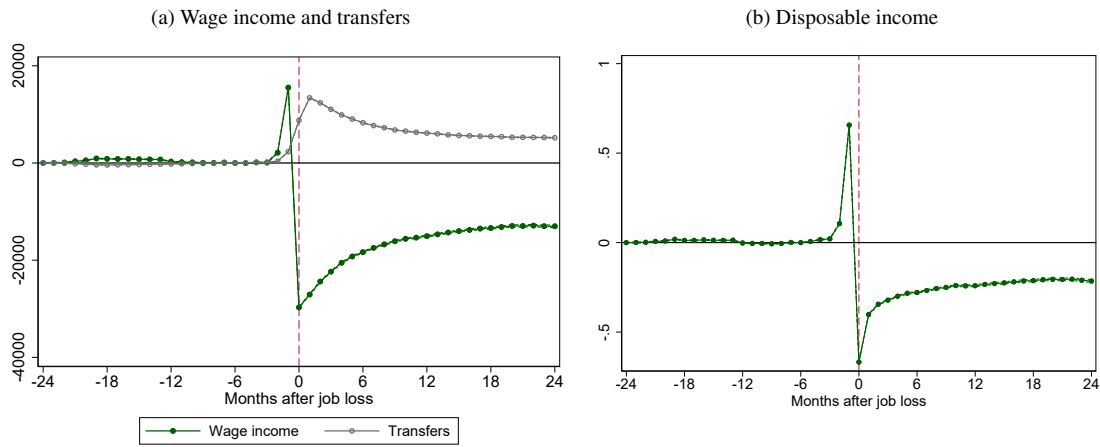 (a) Wage income and transfers
20000
0
-20000
-40000
-24 -18 -12 -6 0 6 12 18 24
Months after job loss
Wage income Transfers
(b) Disposable income
1
.5
0
-.5
-24 -18 -12 -6 0 6 12 18 24
Months after job loss